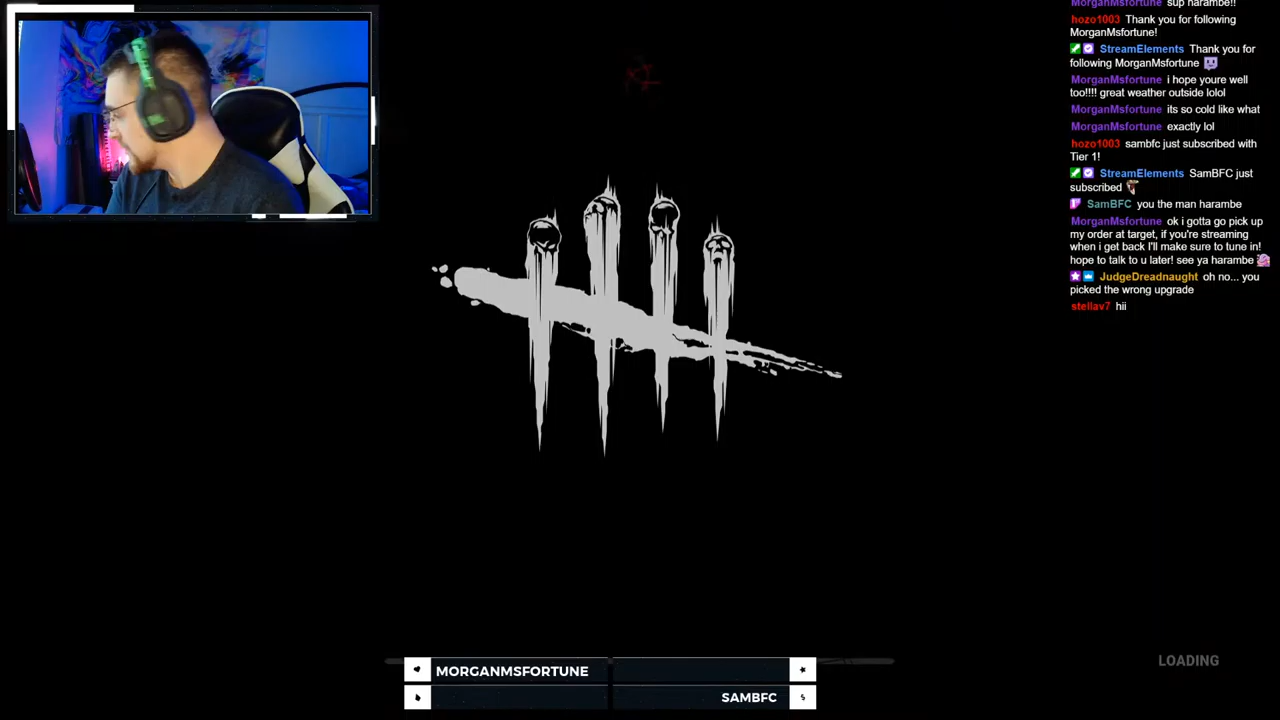 MorganMsfortune sup harambe!!
hozo1003 Thank you for following
MorganMsfortune!
StreamElements Thank you for
following MorganMsfortune
MorganMsfortune i hope youre well
too!!!! great weather outside lolol
MorganMsfortune its so cold like what
MorganMsfortune exactly lol
hozo1003 sambfc just subscribed with
Tier 1!
StreamElements SamBFC just
subscribed
SamBFC you the man harambe
MorganMsfortune ok i gotta go pick up
my order at target, if you're streaming
when i get back I'll make sure to tune in!
hope to talk to u later! see ya harambe
JudgeDreadnaught oh no... you
picked the wrong upgrade
stellav7 hii
LOADING
MORGANMSFORTUNE
SAMBFC